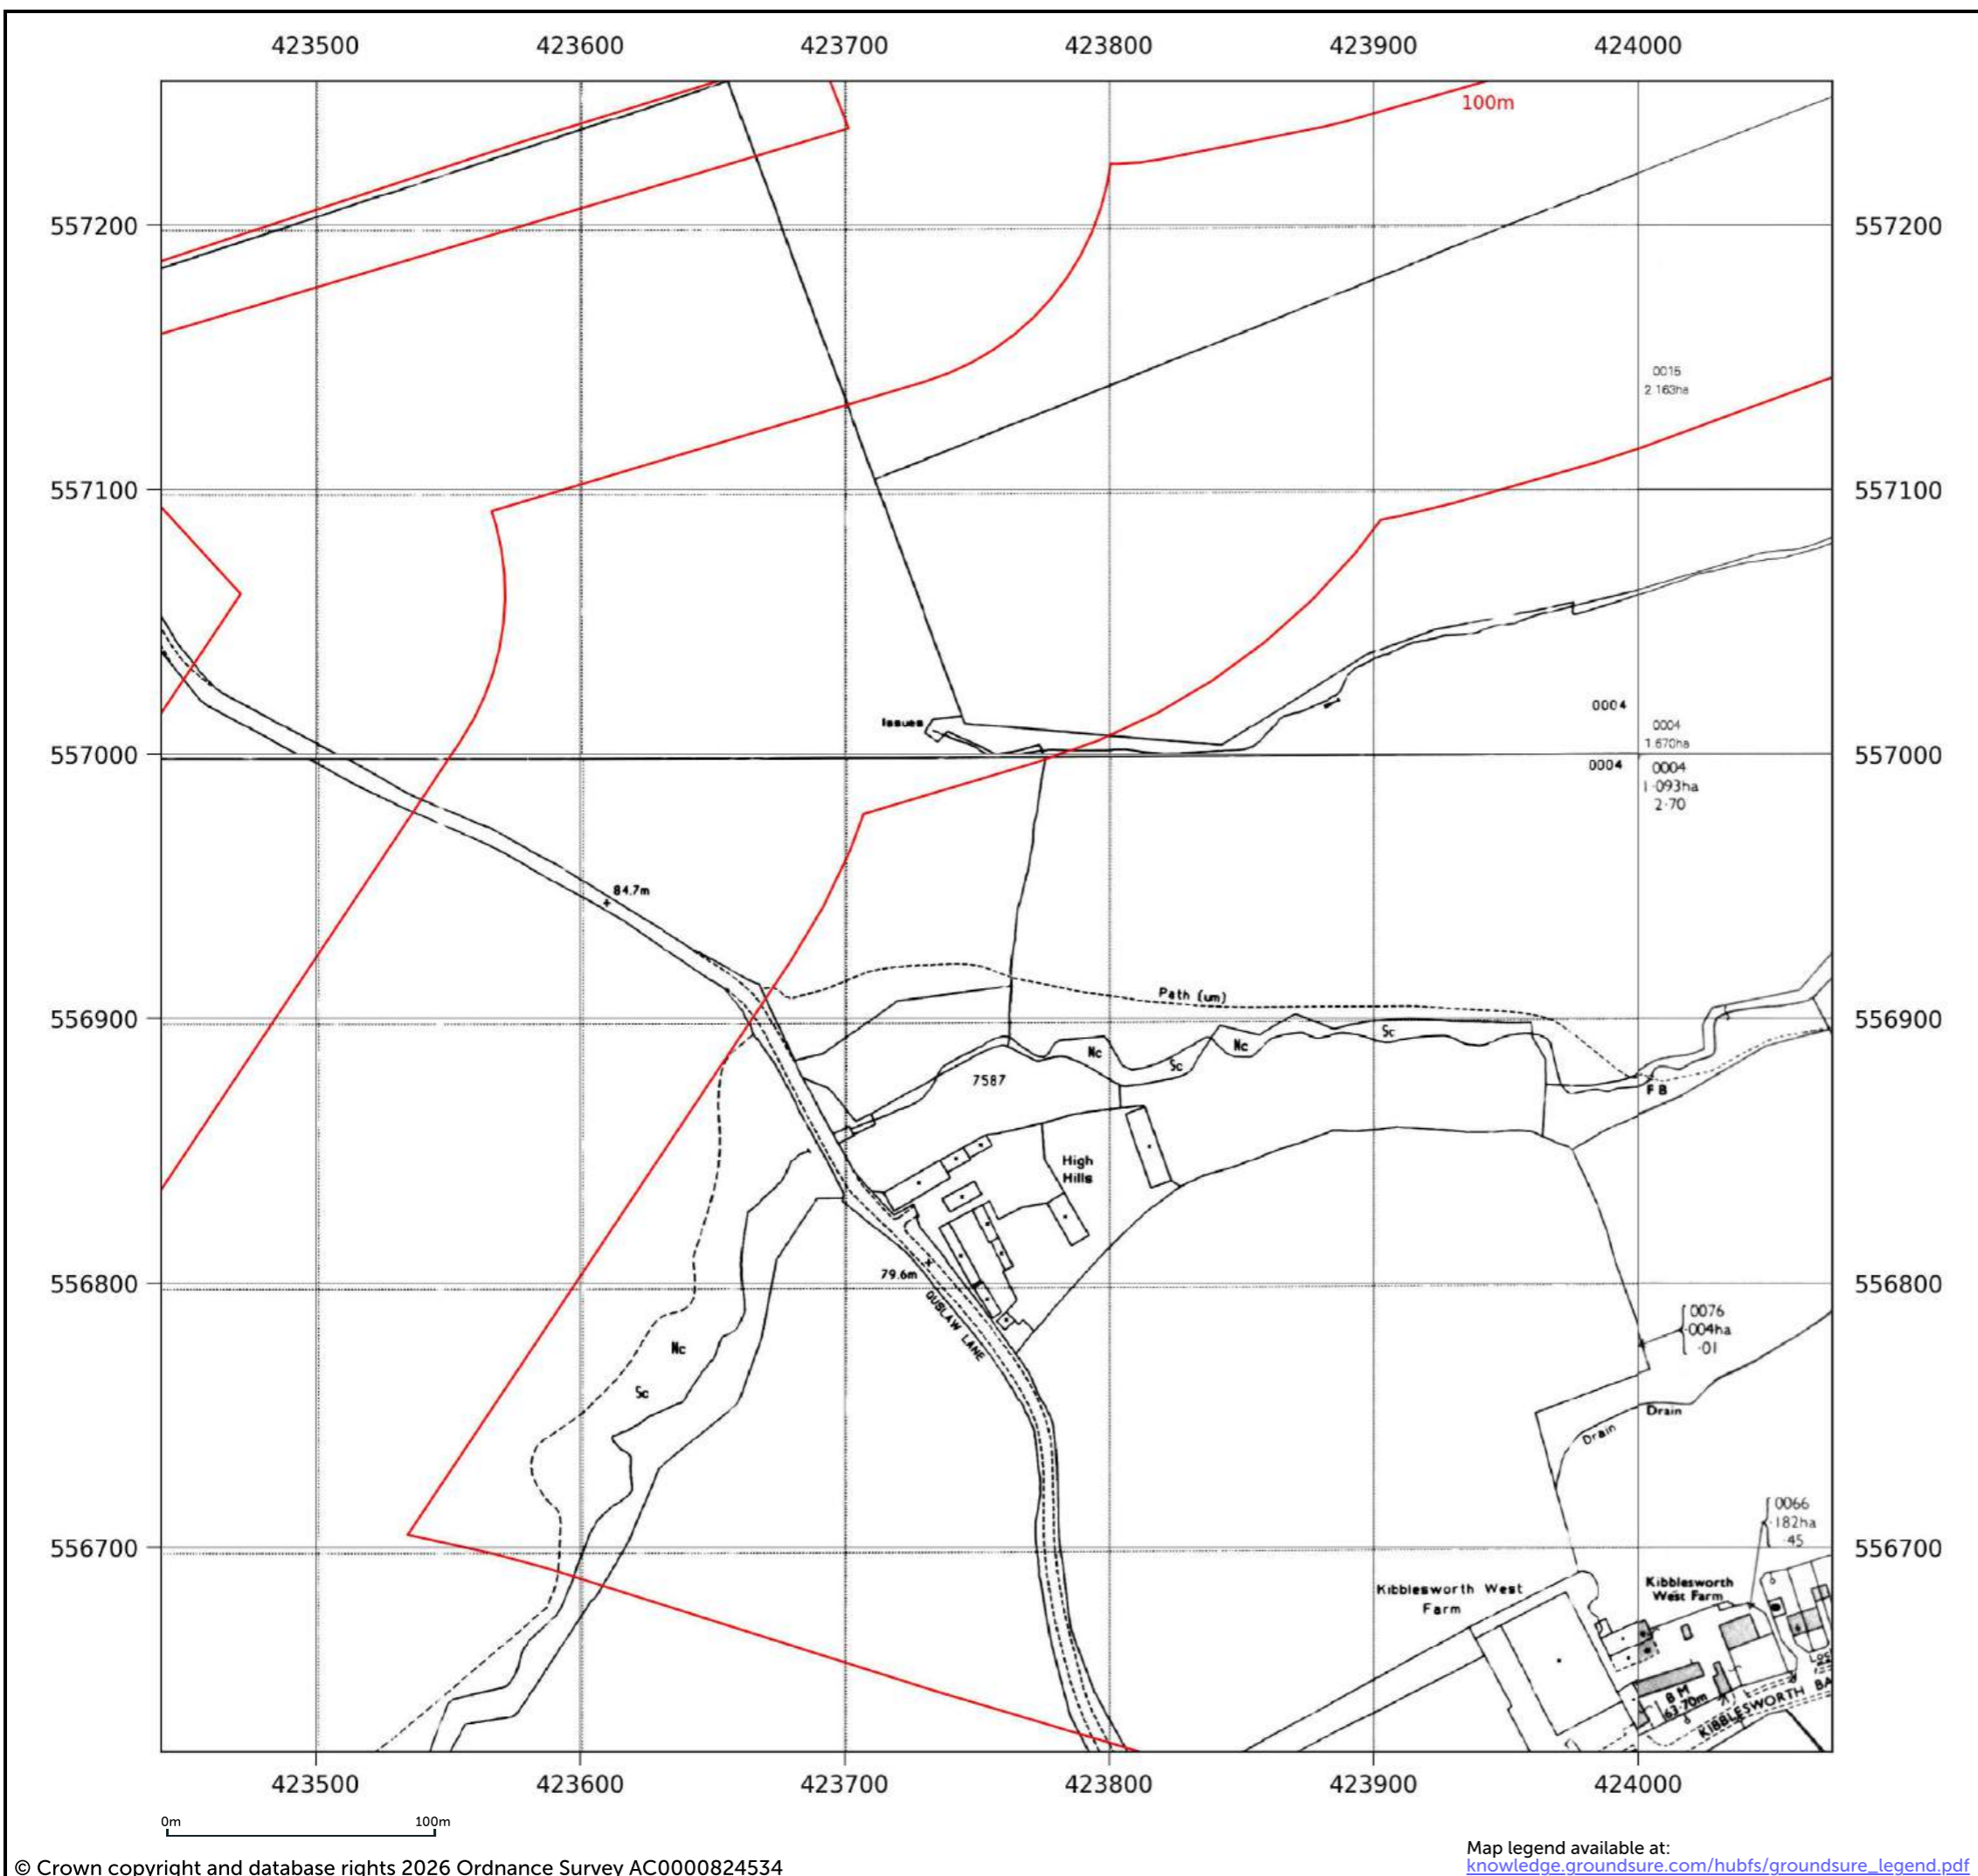 423500 423600 423700 423800 423900 424000
100m
557200 557200
0015
2.163ha
557100 557100
Issues
0004
0004
1.670ha
557000 557000
0004 0004
1.093ha
2.70
84.7m
Path (um)
556900 556900
Sc
Nc
Nc
Sc
7587
F B
High
Hills
79.6m
556800 556800
OUSLAW LANE
0076
.004ha
.01
Nc
Sc
Drain
Drain
0066
.182ha
.45
556700 556700
Kibblesworth West
Farm
Kibblesworth
West Farm
B M
63.70m
KIBBLESWORTH BA
423500 423600 423700 423800 423900 424000
0m 100m
Map legend available at:
© Crown copyright and database rights 2026 Ordnance Survey AC0000824534
knowledge.groundsure.com/hubfs/groundsure_legend.pdf